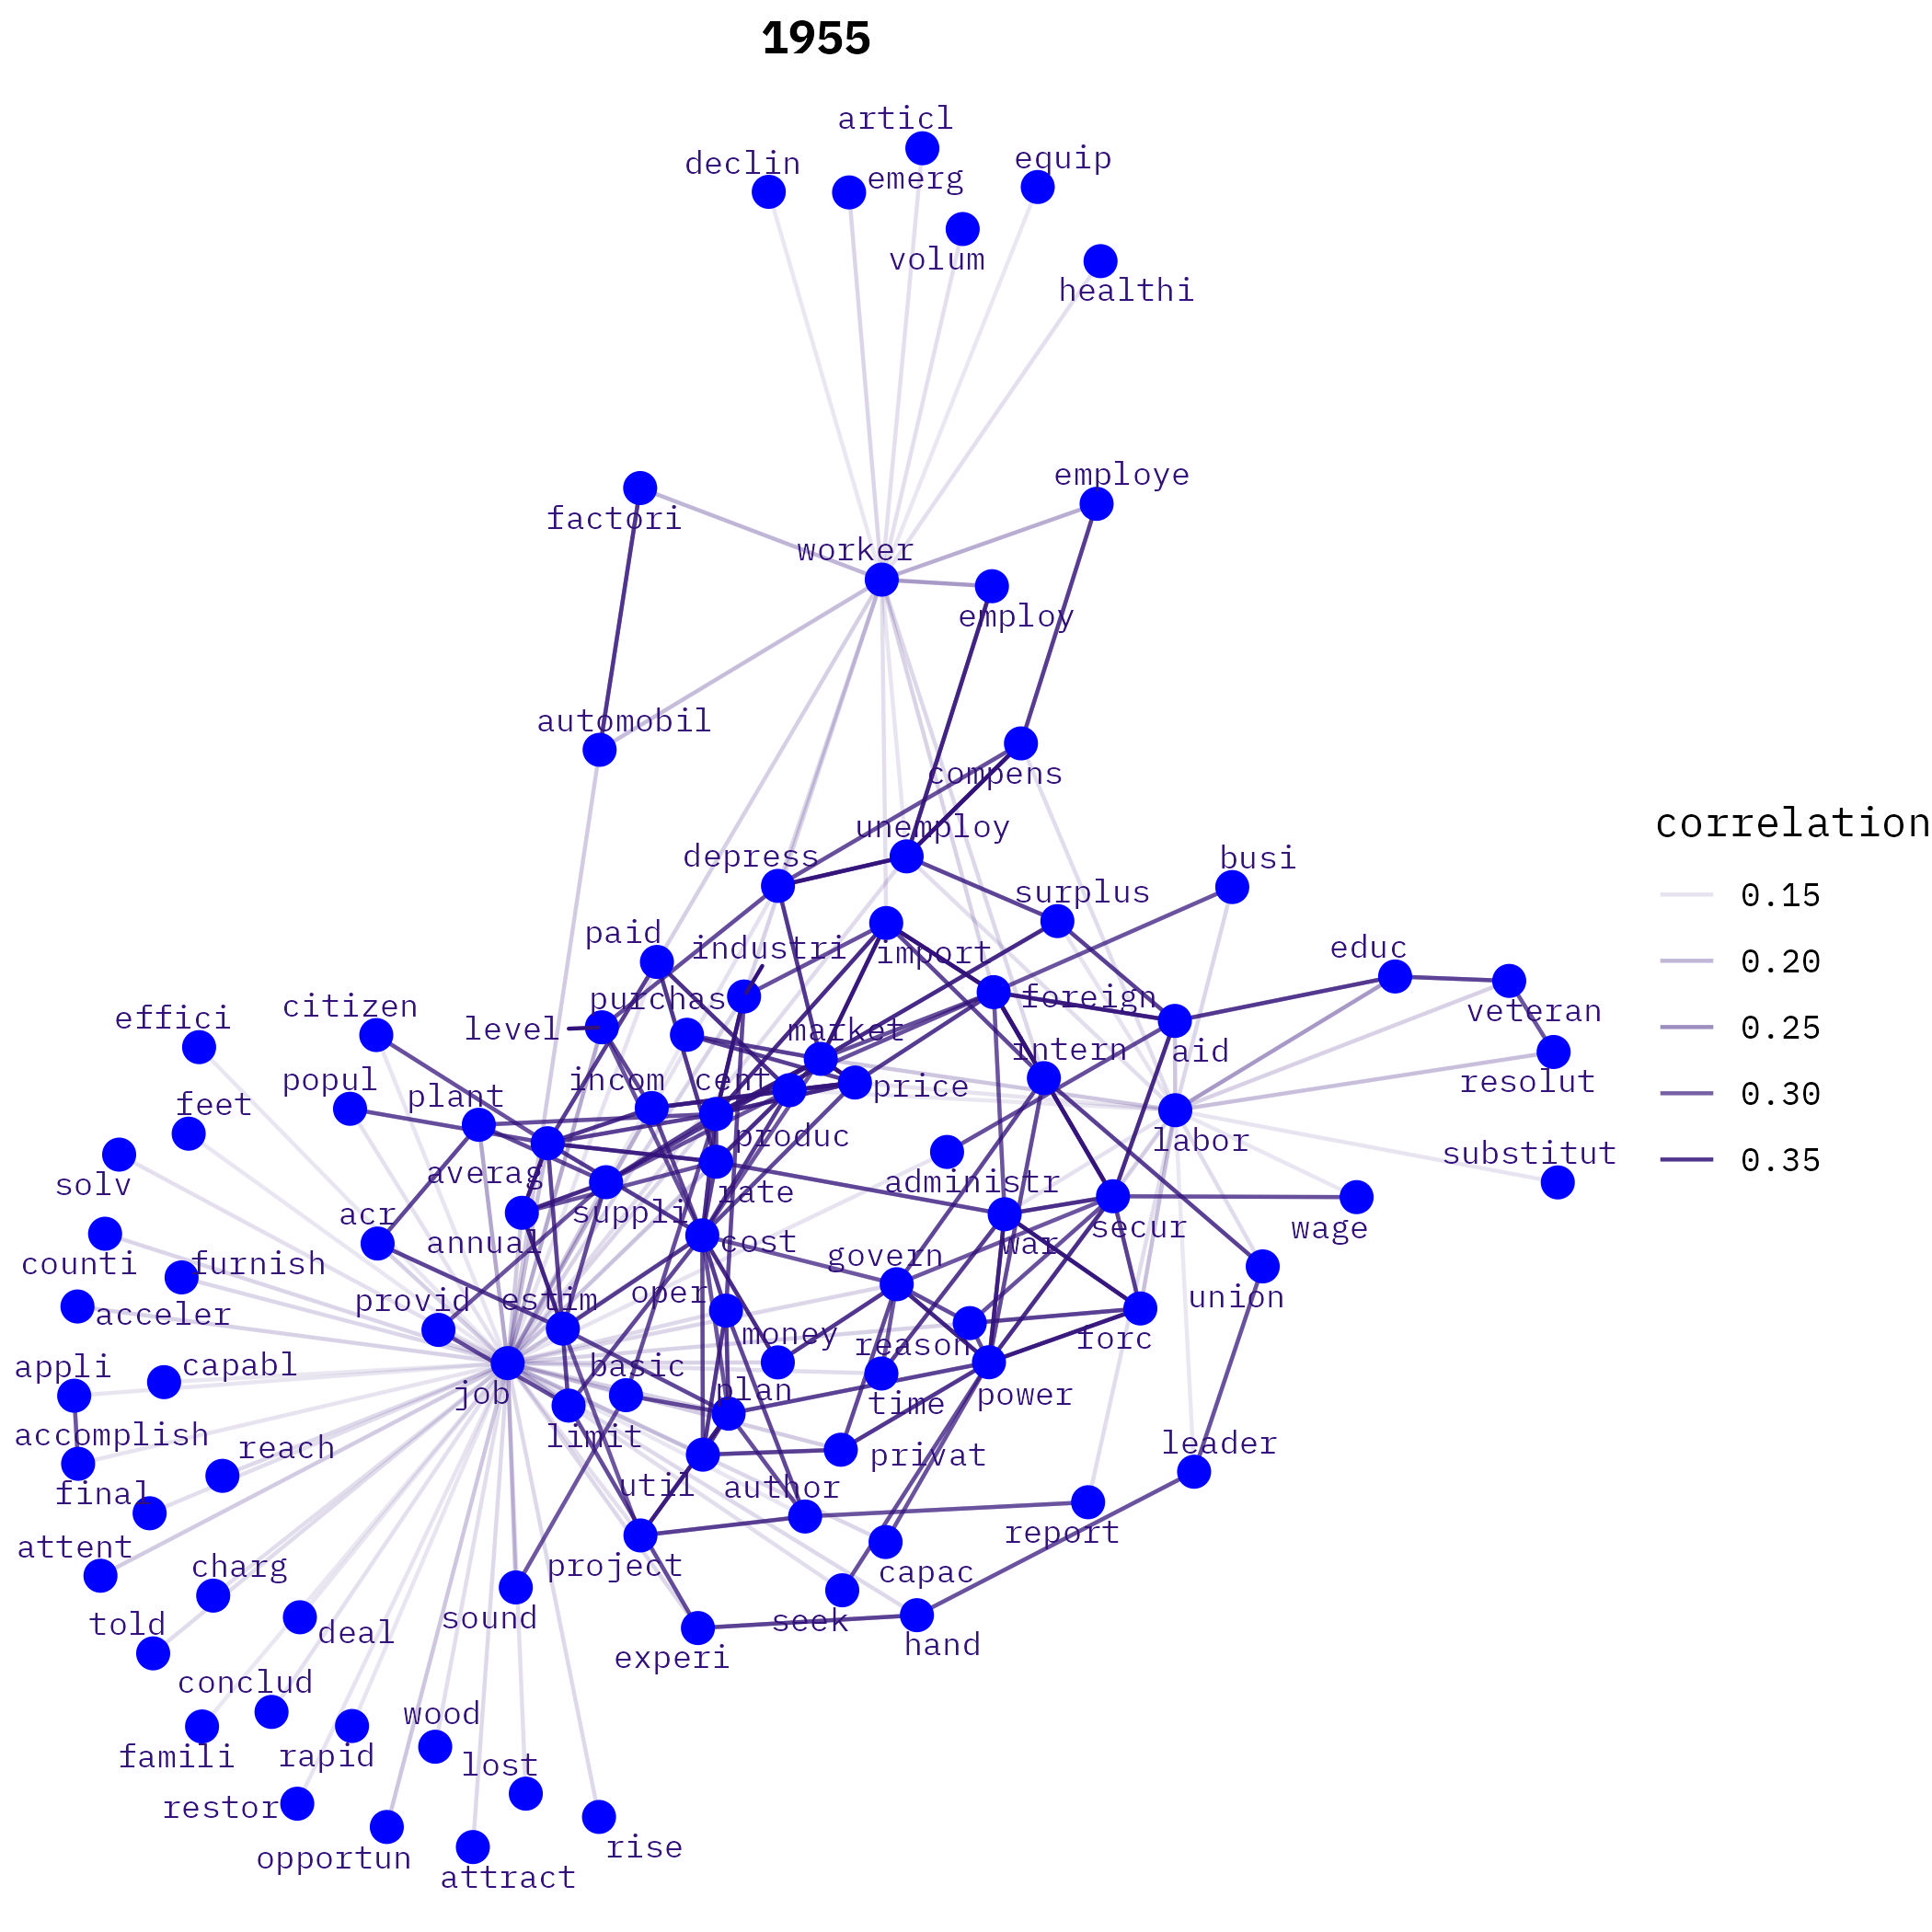 1955
articl
declin
equip
emerg
volum
healthi
employe
factori
worker
employ
automobil
compens
unemploy
depress
busi
surplus
paid
industri
import
educ
purchas
foreign
veteran
effici
citizen
level
market
intern
aid
popul
incom
cent
price
resolut
feet
plant
produc
labor
substitut
solv
averag
rate
administr
acr
suppli
secur
wage
annual
cost
war
counti
furnish
govern
acceler
provid
estim
oper
union
money
reason
forc
appli
capabl
job
basic
plan
time
power
accomplish
reach
limit
privat
leader
final
util
author
attent
charg
project
report
capac
told
deal
sound
seek
hand
experi
conclud
wood
famili
rapid
lost
restor
opportun
attract
rise
correlation
0.15
0.20
0.25
0.30
0.35